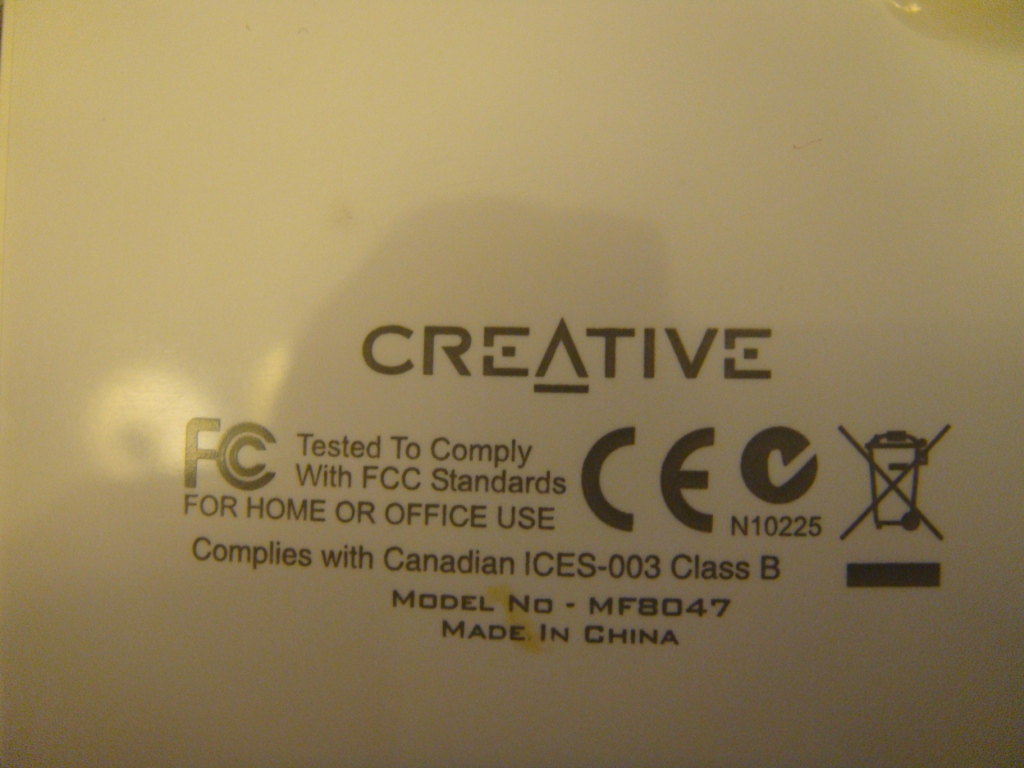 CREATIVE
FC Tested To Comply
With FCC Standards
FOR HOME OR OFFICE USE
CE
N10225
Complies with Canadian ICES-003 Class B
MODEL NO - MF8047
MADE IN CHINA